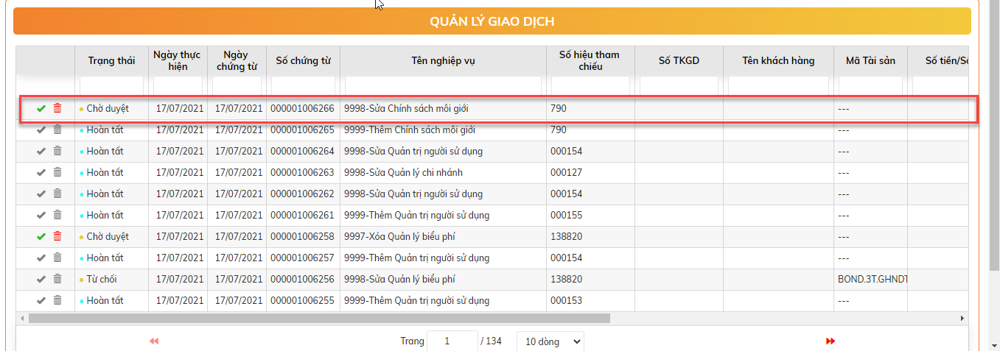 QUẢN LÝ GIAO DỊCH
Trạng thái Ngày thực hiện Ngày chứng từ Số chứng từ Tên nghiệp vụ Số hiệu tham chiếu Số TKGD Tên khách hàng Mã Tài sản Số tiền/Số
Chờ duyệt 17/07/2021 17/07/2021 000001006266 9998-Sửa Chính sách môi giới 790 ---
Hoàn tất 17/07/2021 17/07/2021 000001006265 9999-Thêm Chính sách môi giới 790 ---
Hoàn tất 17/07/2021 17/07/2021 000001006264 9998-Sửa Quản trị người sử dụng 000154 ---
Hoàn tất 17/07/2021 17/07/2021 000001006263 9998-Sửa Quản lý chi nhánh 000127 ---
Hoàn tất 17/07/2021 17/07/2021 000001006262 9998-Sửa Quản trị người sử dụng 000154 ---
Hoàn tất 17/07/2021 17/07/2021 000001006261 9999-Thêm Quản trị người sử dụng 000155 ---
Chờ duyệt 17/07/2021 17/07/2021 000001006258 9997-Xóa Quản lý biểu phí 138820 ---
Hoàn tất 17/07/2021 17/07/2021 000001006257 9999-Thêm Quản trị người sử dụng 000154 ---
Từ chối 17/07/2021 17/07/2021 000001006256 9998-Sửa Quản lý biểu phí 138820 BOND.3T.GHNDT
Hoàn tất 17/07/2021 17/07/2021 000001006255 9999-Thêm Quản trị người sử dụng 000153 ---
Trang 1 / 134 10 dòng